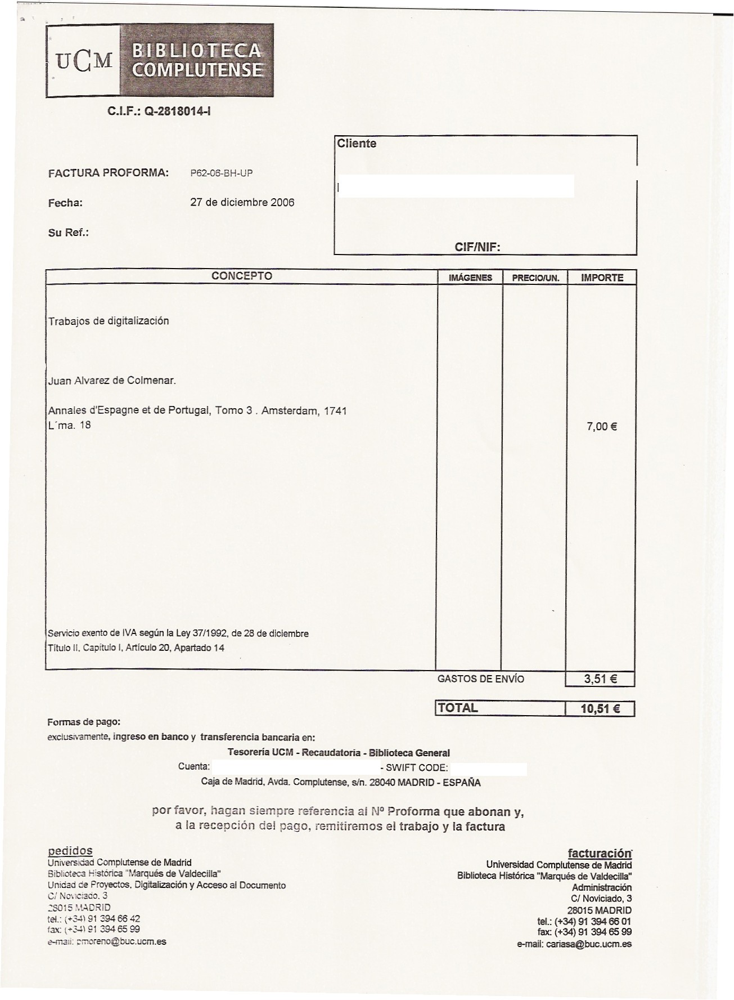 UCM
BIBLIOTECA
COMPLUTENSE
C.I.F.: Q-2818014-I
Cliente
FACTURA PROFORMA: P62-06-BH-UP
Fecha: 27 de diciembre 2006
Su Ref.:
CIF/NIF:
CONCEPTO IMÁGENES PRECIO/UN. IMPORTE
Trabajos de digitalización
Juan Alvarez de Colmenar.
Annales d'Espagne et de Portugal, Tomo 3 . Amsterdam, 1741
L´ma. 18 7,00 €
Servicio exento de IVA según la Ley 37/1992, de 28 de diciembre
Título II, Capítulo I, Artículo 20, Apartado 14
GASTOS DE ENVÍO 3,51 €
TOTAL 10,51 €
Formas de pago:
exclusivamente, ingreso en banco y transferencia bancaria en:
Tesorería UCM - Recaudatoria - Biblioteca General
Cuenta: - SWIFT CODE:
Caja de Madrid, Avda. Complutense, s/n. 28040 MADRID - ESPAÑA
por favor, hagan siempre referencia al Nº Proforma que abonan y,
a la recepción del pago, remitiremos el trabajo y la factura
pedidos
Universidad Complutense de Madrid
Biblioteca Histórica "Marqués de Valdecilla"
Unidad de Proyectos, Digitalización y Acceso al Documento
C/ Noviciado, 3
28015 MADRID
tel.: (+34) 91 394 66 42
fax: (+34) 91 394 65 99
e-mail: pmoreno@buc.ucm.es
facturación
Universidad Complutense de Madrid
Biblioteca Histórica "Marqués de Valdecilla"
Administración
C/ Noviciado, 3
28015 MADRID
tel.: (+34) 91 394 66 01
fax: (+34) 91 394 65 99
e-mail: cariasa@buc.ucm.es